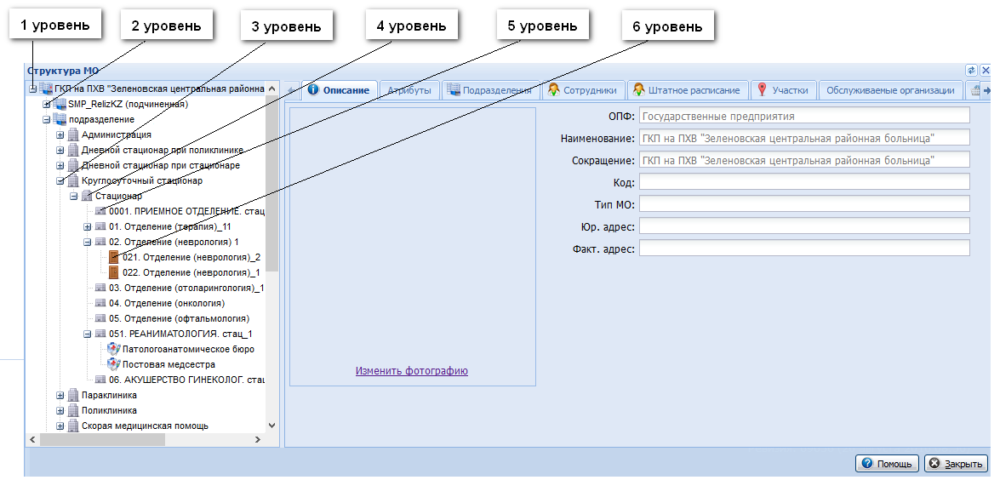 1 уровень 2 уровень 3 уровень 4 уровень 5 уровень 6 уровень
Структура МО
ГКП на ПХВ "Зеленовская центральная районна
SMP_RelizKZ (подчиненная)
подразделение
Администрация
Дневной стационар при поликлинике
Дневной стационар при стационаре
Круглосуточный стационар
Стационар
0001. ПРИЕМНОЕ ОТДЕЛЕНИЕ. стац
01. Отделение (терапия)_11
02. Отделение (неврология) 1
021. Отделение (неврология)_2
022. Отделение (неврология)_1
03. Отделение (отоларингология)_1
04. Отделение (онкология)
05. Отделение (офтальмология)
051. РЕАНИМАТОЛОГИЯ. стац_1
Патологоанатомическое бюро
Постовая медсестра
06. АКУШЕРСТВО ГИНЕКОЛОГ. стац
Параклиника
Поликлиника
Скорая медицинская помощь
Описание Атрибуты Подразделения Сотрудники Штатное расписание Участки Обслуживаемые организации
ОПФ: Государственные предприятия
Наименование: ГКП на ПХВ "Зеленовская центральная районная больница"
Сокращение: ГКП на ПХВ "Зеленовская центральная районная больница"
Код:
Тип МО:
Юр. адрес:
Факт. адрес:
Изменить фотографию
Помощь Закрыть